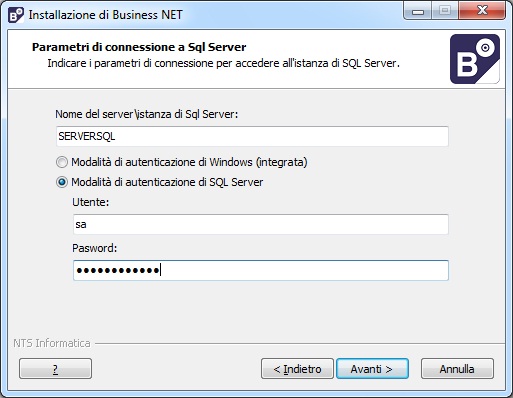 Installazione di Business NET
Parametri di connessione a Sql Server
Indicare i parametri di connessione per accedere all'istanza di SQL Server.
B
Nome del server\istanza di Sql Server:
SERVERSQL
Modalità di autenticazione di Windows (integrata)
Modalità di autenticazione di SQL Server
Utente:
sa
Pasword:
●●●●●●●●●●●●
NTS Informatica
?
< Indietro
Avanti >
Annulla